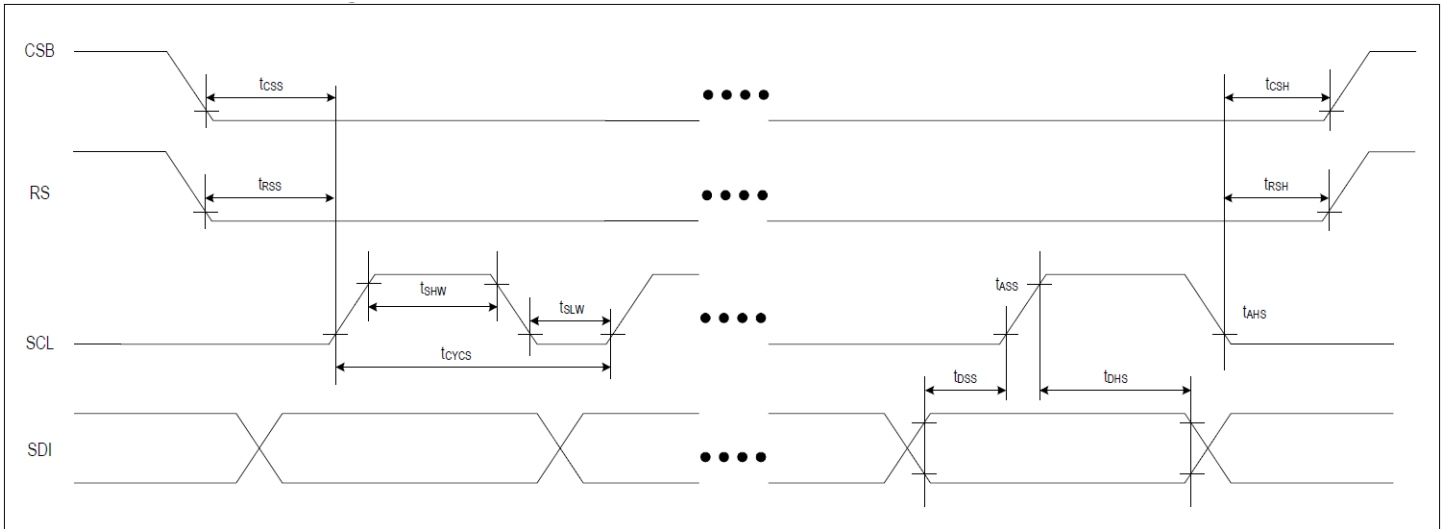 CSB
tCSS
tCSH
RS
tRSS
tRSH
SCL
tSHW
tSLW
tCYCS
tASS
tAHS
SDI
tDSS
tDHS